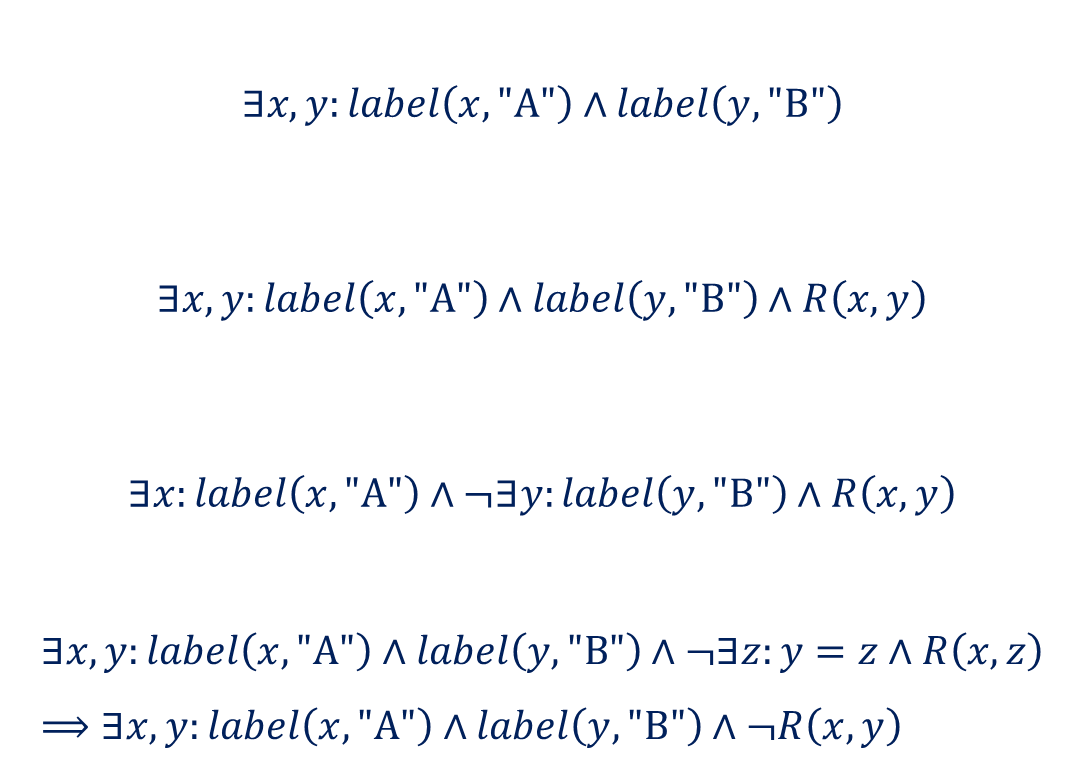 ∃x, y: label(x, "A") ∧ label(y, "B")
∃x, y: label(x, "A") ∧ label(y, "B") ∧ R(x, y)
∃x: label(x, "A") ∧ ¬∃y: label(y, "B") ∧ R(x, y)
∃x, y: label(x, "A") ∧ label(y, "B") ∧ ¬∃z: y = z ∧ R(x, z)
⟹ ∃x, y: label(x, "A") ∧ label(y, "B") ∧ ¬R(x, y)